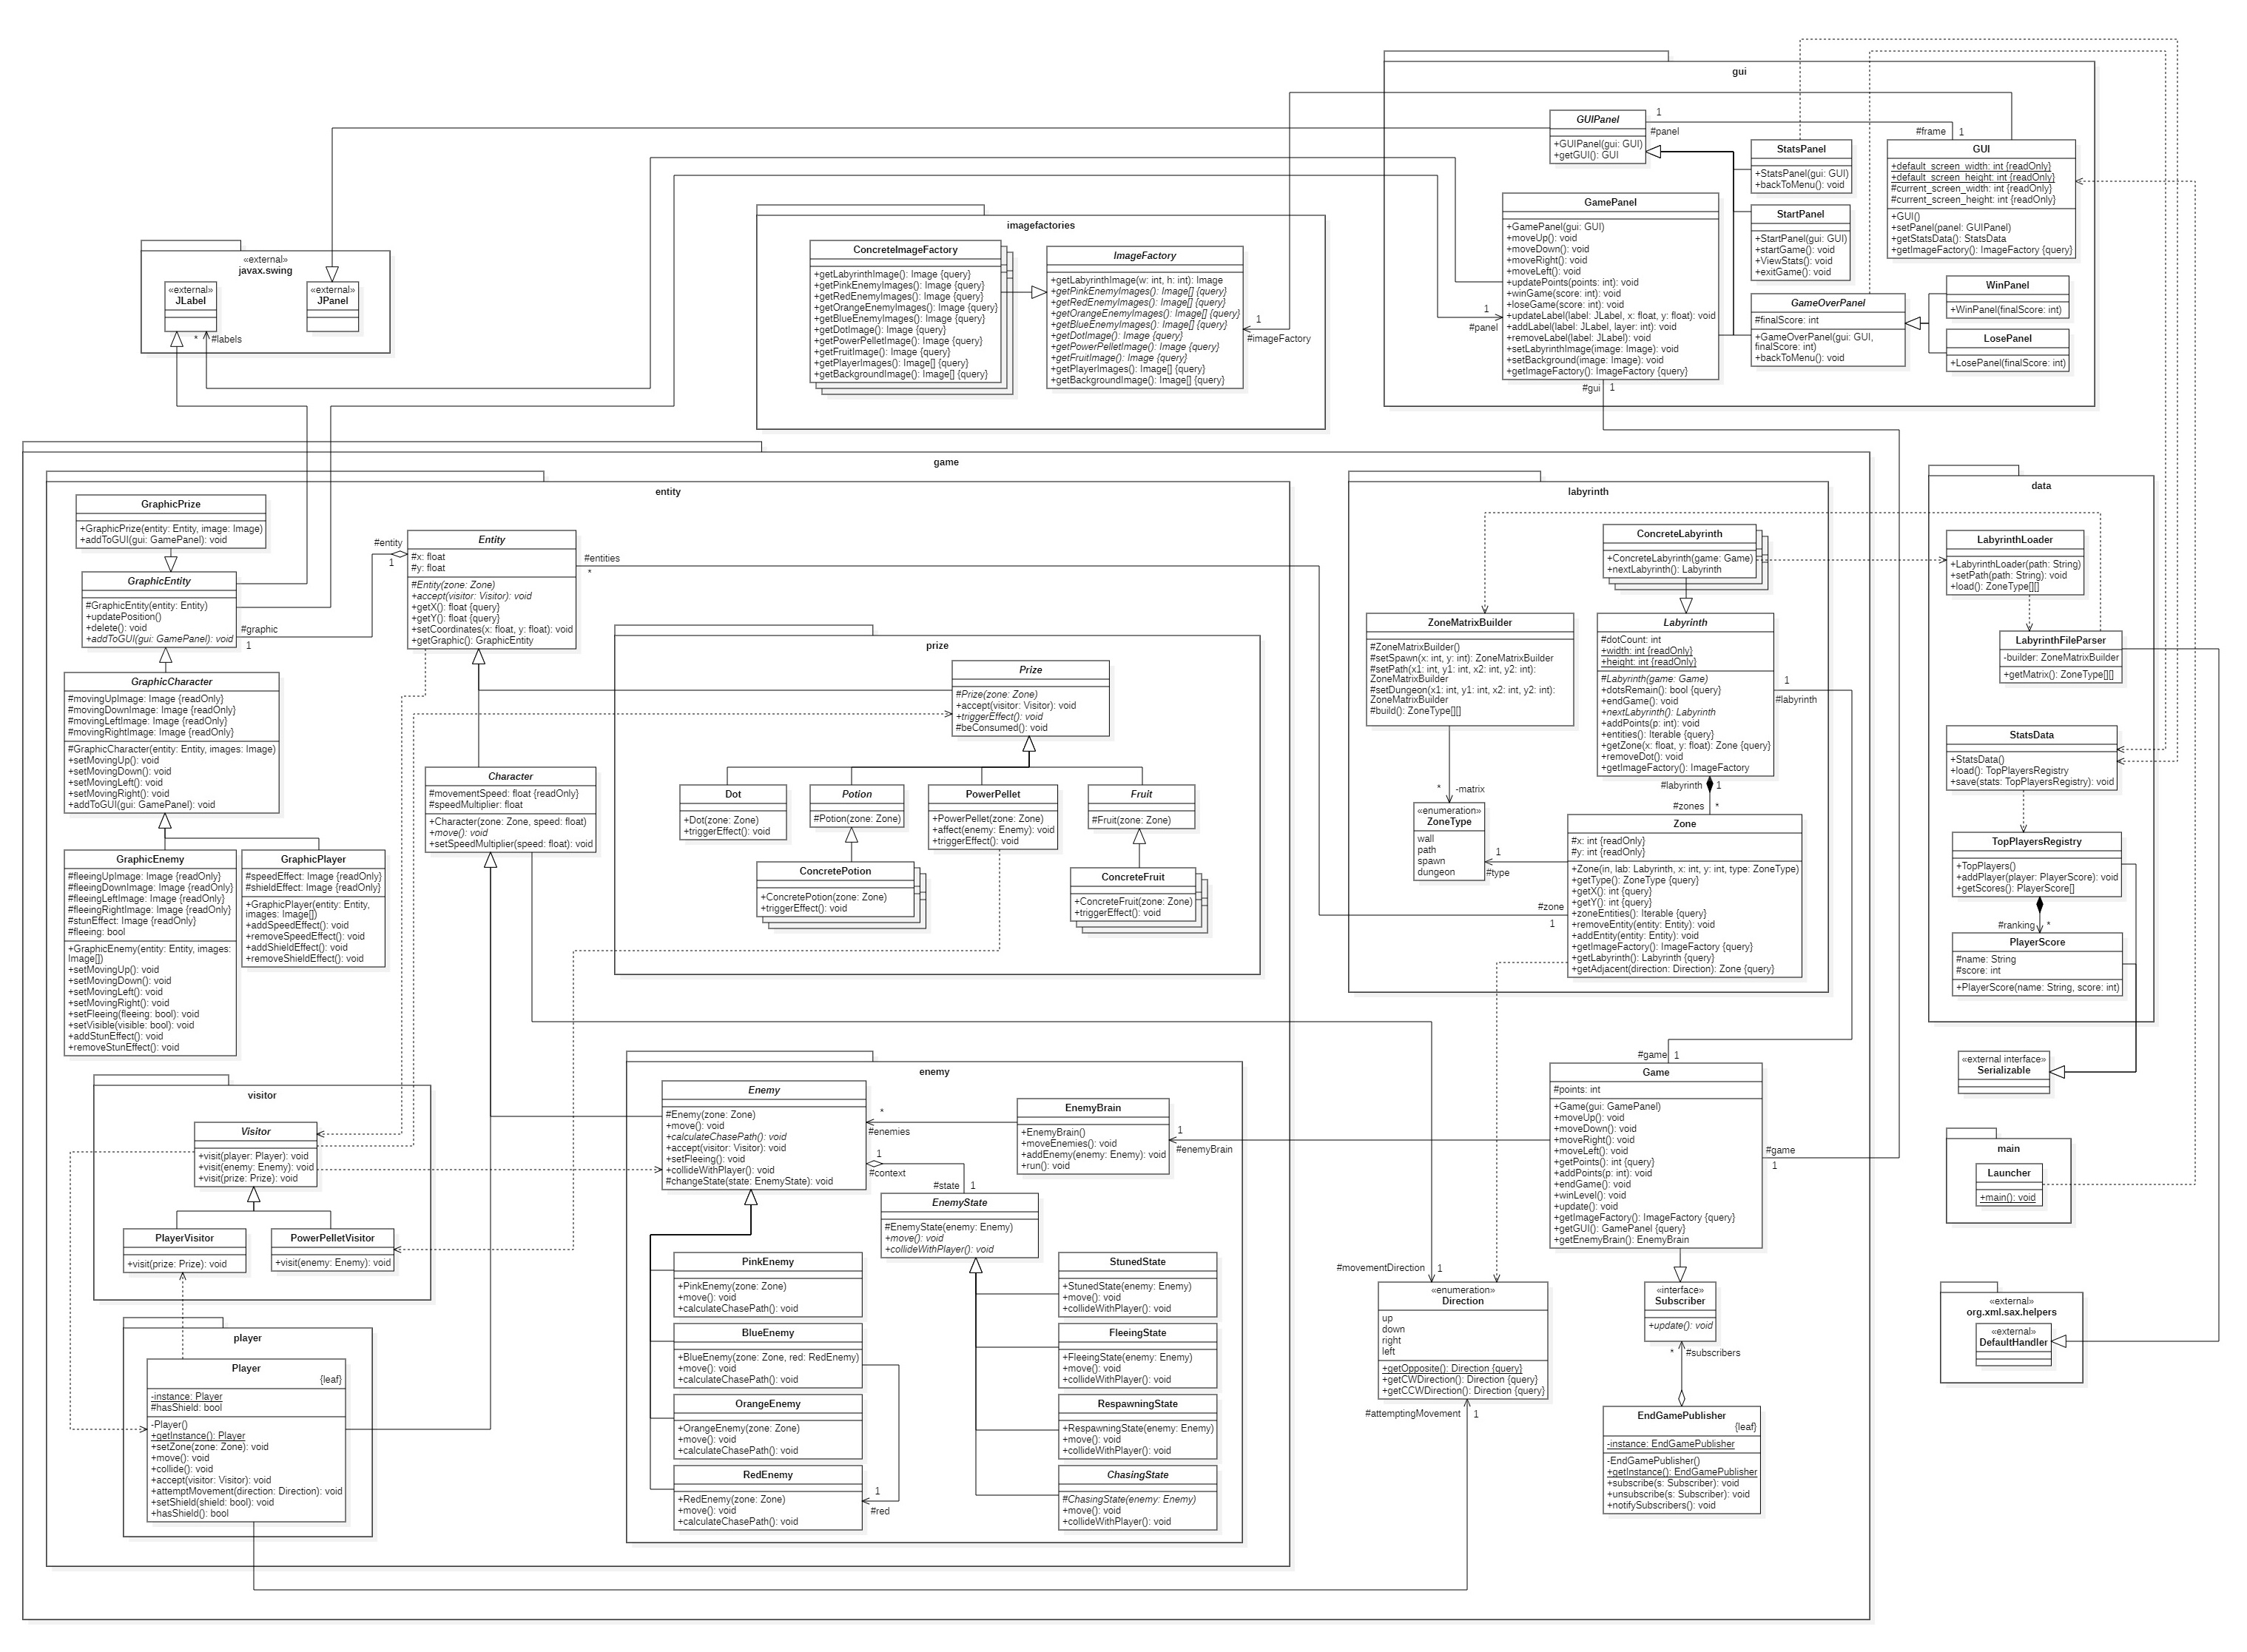 gui
GUIPanel
+GUIPanel(gui: GUI)
+getGUI(): GUI
1
#panel
#frame
1
StatsPanel
+StatsPanel(gui: GUI)
+backToMenu(): void
GUI
+default_screen_width: int {readOnly}
+default_screen_height: int {readOnly}
#current_screen_width: int {readOnly}
#current_screen_height: int {readOnly}
+GUI()
+setPanel(panel: GUIPanel)
+getStatsData(): StatsData
+getImageFactory(): ImageFactory {query}
GamePanel
+GamePanel(gui: GUI)
+moveUp(): void
+moveDown(): void
+moveRight(): void
+moveLeft(): void
+updatePoints(points: int): void
+winGame(score: int): void
+loseGame(score: int): void
+updateLabel(label: JLabel, x: float, y: float): void
+addLabel(label: JLabel, layer: int): void
+removeLabel(label: JLabel): void
+setLabyrinthImage(image: Image): void
+setBackground(image: Image): void
+getImageFactory(): ImageFactory {query}
1
#panel
#gui
1
StartPanel
+StartPanel(gui: GUI)
+startGame(): void
+ViewStats(): void
+exitGame(): void
GameOverPanel
#finalScore: int
+GameOverPanel(gui: GUI,
finalScore: int)
+backToMenu(): void
WinPanel
+WinPanel(finalScore: int)
LosePanel
+LosePanel(finalScore: int)
imagefactories
ConcreteImageFactory
+getLabyrinthImage(): Image {query}
+getPinkEnemyImages(): Image {query}
+getRedEnemyImages(): Image {query}
+getOrangeEnemyImages(): Image {query}
+getBlueEnemyImages(): Image {query}
+getDotImage(): Image {query}
+getPowerPelletImage(): Image {query}
+getFruitImage(): Image {query}
+getPlayerImages(): Image[] {query}
+getBackgroundImage(): Image[] {query}
ImageFactory
+getLabyrinthImage(w: int, h: int): Image
+getPinkEnemyImages(): Image[] {query}
+getRedEnemyImages(): Image[] {query}
+getOrangeEnemyImages(): Image[] {query}
+getBlueEnemyImages(): Image[] {query}
+getDotImage(): Image {query}
+getPowerPelletImage(): Image {query}
+getFruitImage(): Image {query}
+getPlayerImages(): Image[] {query}
+getBackgroundImage(): Image[] {query}
1
#imageFactory
«external»
javax.swing
«external»
JLabel
«external»
JPanel
*
#labels
game
entity
GraphicPrize
+GraphicPrize(entity: Entity, image: Image)
+addToGUI(gui: GamePanel): void
GraphicEntity
#GraphicEntity(entity: Entity)
+updatePosition()
+delete(): void
+addToGUI(gui: GamePanel): void
#graphic
1
#entity
1
Entity
#x: float
#y: float
#Entity(zone: Zone)
+accept(visitor: Visitor): void
+getX(): float {query}
+getY(): float {query}
+setCoordinates(x: float, y: float): void
+getGraphic(): GraphicEntity
#entities
*
GraphicCharacter
#movingUpImage: Image {readOnly}
#movingDownImage: Image {readOnly}
#movingLeftImage: Image {readOnly}
#movingRightImage: Image {readOnly}
#GraphicCharacter(entity: Entity, images: Image)
+setMovingUp(): void
+setMovingDown(): void
+setMovingLeft(): void
+setMovingRight(): void
+addToGUI(gui: GamePanel): void
GraphicEnemy
#fleeingUpImage: Image {readOnly}
#fleeingDownImage: Image {readOnly}
#fleeingLeftImage: Image {readOnly}
#fleeingRightImage: Image {readOnly}
#stunEffect: Image {readOnly}
#fleeing: bool
+GraphicEnemy(entity: Entity, images:
Image[])
+setMovingUp(): void
+setMovingDown(): void
+setMovingLeft(): void
+setMovingRight(): void
+setFleeing(fleeing: bool): void
+setVisible(visible: bool): void
+addStunEffect(): void
+removeStunEffect(): void
GraphicPlayer
#speedEffect: Image {readOnly}
#shieldEffect: Image {readOnly}
+GraphicPlayer(entity: Entity,
images: Image[])
+addSpeedEffect(): void
+removeSpeedEffect(): void
+addShieldEffect(): void
+removeShieldEffect(): void
Character
#movementSpeed: float {readOnly}
#speedMultiplier: float
+Character(zone: Zone, speed: float)
+move(): void
+setSpeedMultiplier(speed: float): void
prize
Prize
#Prize(zone: Zone)
+accept(visitor: Visitor): void
+triggerEffect(): void
#beConsumed(): void
Dot
+Dot(zone: Zone)
+triggerEffect(): void
Potion
#Potion(zone: Zone)
PowerPellet
+PowerPellet(zone: Zone)
+affect(enemy: Enemy): void
+triggerEffect(): void
Fruit
#Fruit(zone: Zone)
ConcretePotion
+ConcretePotion(zone: Zone)
+triggerEffect(): void
ConcreteFruit
+ConcreteFruit(zone: Zone)
+triggerEffect(): void
labyrinth
ConcreteLabyrinth
+ConcreteLabyrinth(game: Game)
+nextLabyrinth(): Labyrinth
ZoneMatrixBuilder
#ZoneMatrixBuilder()
#setSpawn(x: int, y: int): ZoneMatrixBuilder
#setPath(x1: int, y1: int, x2: int, y2: int):
ZoneMatrixBuilder
#setDungeon(x1: int, y1: int, x2: int, y2: int):
ZoneMatrixBuilder
#build(): ZoneType[][]
Labyrinth
#dotCount: int
+width: int {readOnly}
+height: int {readOnly}
#Labyrinth(game: Game)
+dotsRemain(): bool {query}
+endGame(): void
+nextLabyrinth(): Labyrinth
+addPoints(p: int): void
+entities(): Iterable {query}
+getZone(x: float, y: float): Zone {query}
+removeDot(): void
+getImageFactory(): ImageFactory
1
#labyrinth
#labyrinth
1
#zones
*
*
-matrix
«enumeration»
ZoneType
wall
path
spawn
dungeon
1
#type
Zone
#x: int {readOnly}
#y: int {readOnly}
+Zone(in, lab: Labyrinth, x: int, y: int, type: ZoneType)
+getType(): ZoneType {query}
+getX(): int {query}
+getY(): int {query}
+zoneEntities(): Iterable {query}
+removeEntity(entity: Entity): void
+addEntity(entity: Entity): void
+getImageFactory(): ImageFactory {query}
+getLabyrinth(): Labyrinth {query}
+getAdjacent(direction: Direction): Zone {query}
#zone
1
data
LabyrinthLoader
+LabyrinthLoader(path: String)
+setPath(path: String): void
+load(): ZoneType[][]
LabyrinthFileParser
-builder: ZoneMatrixBuilder
+getMatrix(): ZoneType[][]
StatsData
+StatsData()
+load(): TopPlayersRegistry
+save(stats: TopPlayersRegistry): void
TopPlayersRegistry
+TopPlayers()
+addPlayer(player: PlayerScore): void
+getScores(): PlayerScore[]
#ranking
*
PlayerScore
#name: String
#score: int
+PlayerScore(name: String, score: int)
«external interface»
Serializable
main
Launcher
+main(): void
«external»
org.xml.sax.helpers
«external»
DefaultHandler
visitor
Visitor
+visit(player: Player): void
+visit(enemy: Enemy): void
+visit(prize: Prize): void
PlayerVisitor
+visit(prize: Prize): void
PowerPelletVisitor
+visit(enemy: Enemy): void
player
Player
{leaf}
-instance: Player
#hasShield: bool
-Player()
+getInstance(): Player
+setZone(zone: Zone): void
+move(): void
+collide(): void
+accept(visitor: Visitor): void
+attemptMovement(direction: Direction): void
+setShield(shield: bool): void
+hasShield(): bool
enemy
Enemy
#Enemy(zone: Zone)
+move(): void
+calculateChasePath(): void
+accept(visitor: Visitor): void
+setFleeing(): void
+collideWithPlayer(): void
#changeState(state: EnemyState): void
*
#enemies
EnemyBrain
+EnemyBrain()
+moveEnemies(): void
+addEnemy(enemy: Enemy): void
+run(): void
1
#enemyBrain
1
#context
#state
1
EnemyState
#EnemyState(enemy: Enemy)
+move(): void
+collideWithPlayer(): void
PinkEnemy
+PinkEnemy(zone: Zone)
+move(): void
+calculateChasePath(): void
BlueEnemy
+BlueEnemy(zone: Zone, red: RedEnemy)
+move(): void
+calculateChasePath(): void
OrangeEnemy
+OrangeEnemy(zone: Zone)
+move(): void
+calculateChasePath(): void
RedEnemy
+RedEnemy(zone: Zone)
+move(): void
+calculateChasePath(): void
1
#red
StunedState
+StunedState(enemy: Enemy)
+move(): void
+collideWithPlayer(): void
FleeingState
+FleeingState(enemy: Enemy)
+move(): void
+collideWithPlayer(): void
RespawningState
+RespawningState(enemy: Enemy)
+move(): void
+collideWithPlayer(): void
ChasingState
#ChasingState(enemy: Enemy)
+move(): void
+collideWithPlayer(): void
#game
1
Game
#points: int
+Game(gui: GamePanel)
+moveUp(): void
+moveDown(): void
+moveRight(): void
+moveLeft(): void
+getPoints(): int {query}
+addPoints(p: int): void
+endGame(): void
+winLevel(): void
+update(): void
+getImageFactory(): ImageFactory {query}
+getGUI(): GamePanel {query}
+getEnemyBrain(): EnemyBrain
#game
1
#movementDirection
1
«enumeration»
Direction
up
down
right
left
+getOpposite(): Direction {query}
+getCWDirection(): Direction {query}
+getCCWDirection(): Direction {query}
#attemptingMovement
1
«interface»
Subscriber
+update(): void
*
#subscribers
EndGamePublisher
{leaf}
-instance: EndGamePublisher
-EndGamePublisher()
+getInstance(): EndGamePublisher
+subscribe(s: Subscriber): void
+unsubscribe(s: Subscriber): void
+notifySubscribers(): void